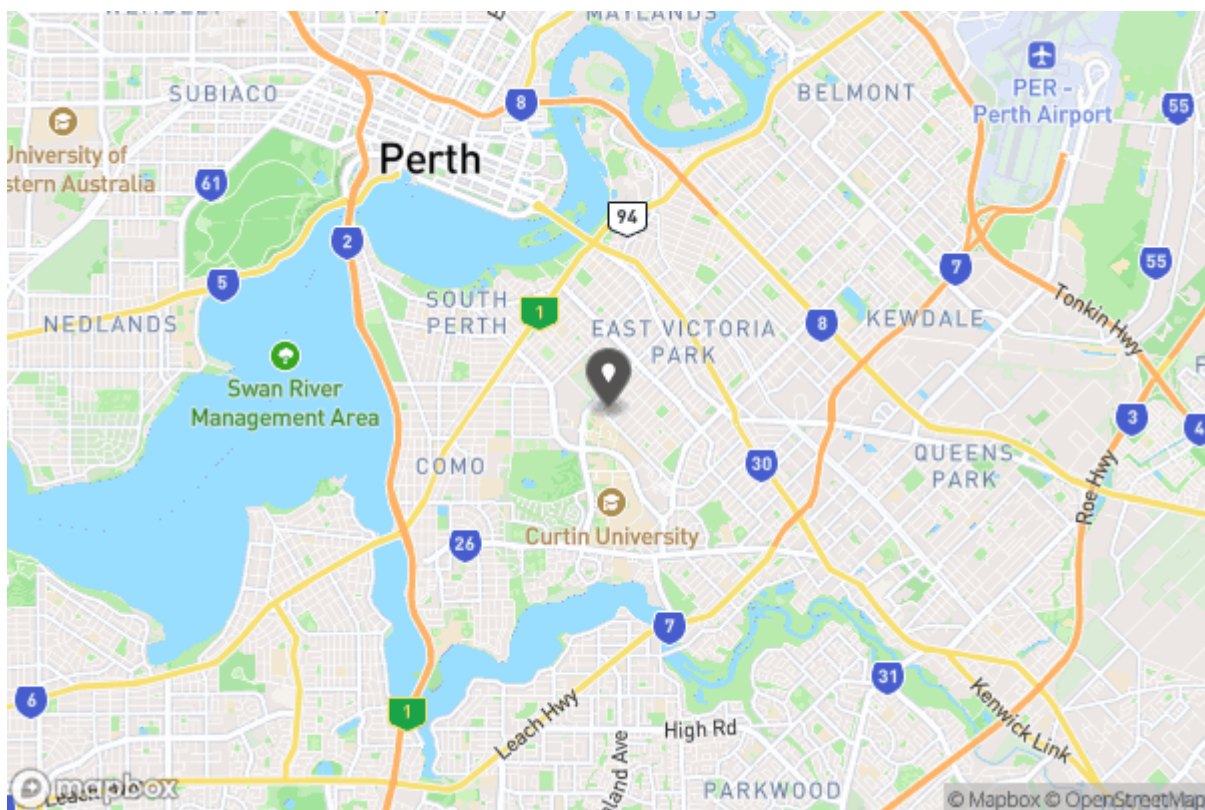 MAYLANDS
SUBIACO
8
BELMONT
PER -
Perth Airport
55
University of
stern Australia
Perth
61
94
2
5
7
55
NEDLANDS
SOUTH
PERTH
1
EAST VICTORIA
PARK
8
KEWDALE
Tonkin Hwy
Swan River
Management Area
3
4
COMO
30
QUEENS
PARK
Roe Hwy
Curtin University
26
7
6
1
31
Leach Hwy
High Rd
Kenwick Link
land Ave
PARKWOOD
mapbox
© Mapbox © OpenStreetMap